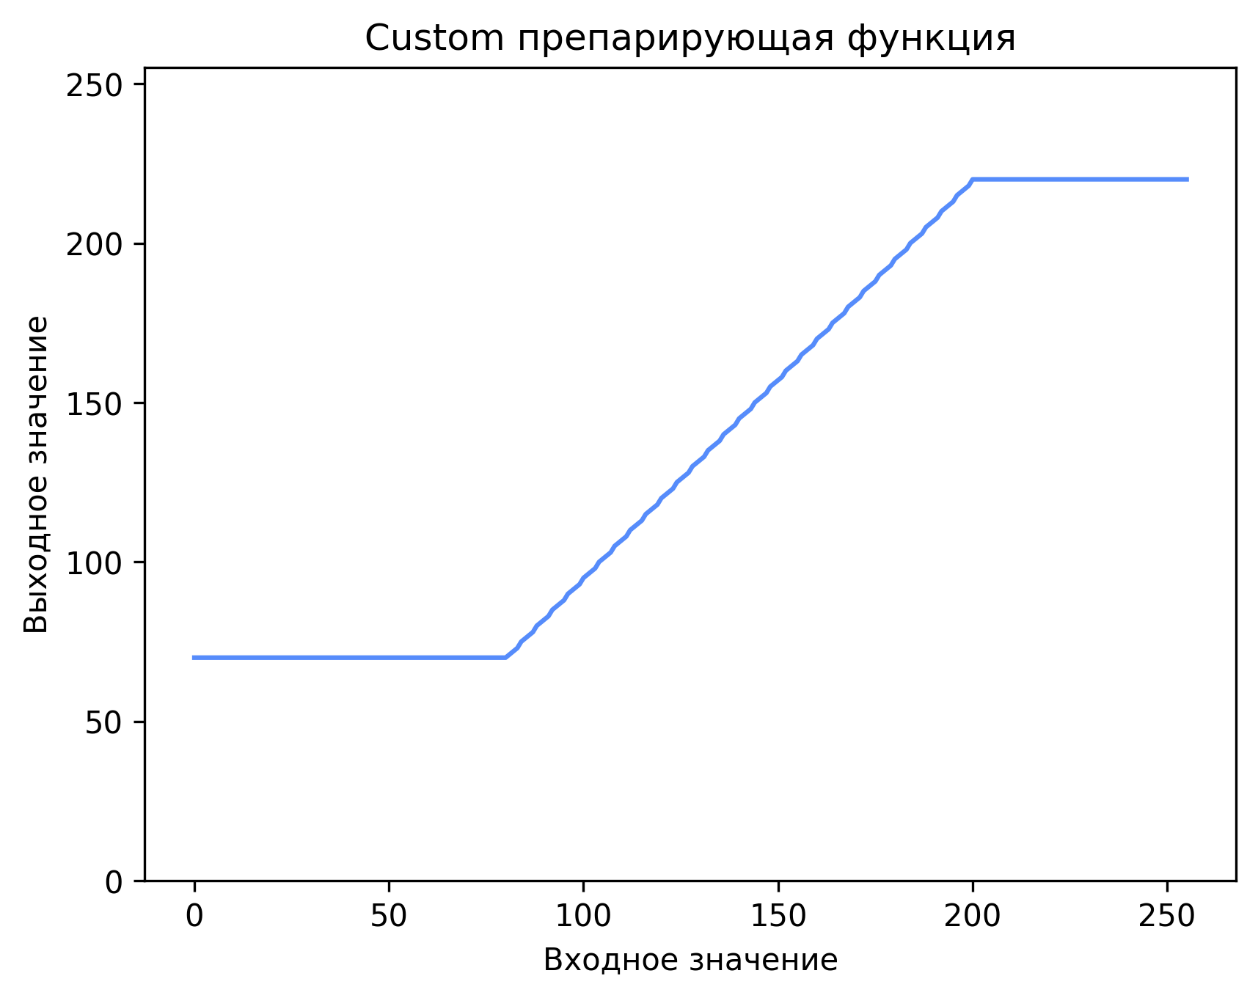 Custom препарирующая функция
250
200
150
100
50
0
Выходное значение
0 50 100 150 200 250
Входное значение